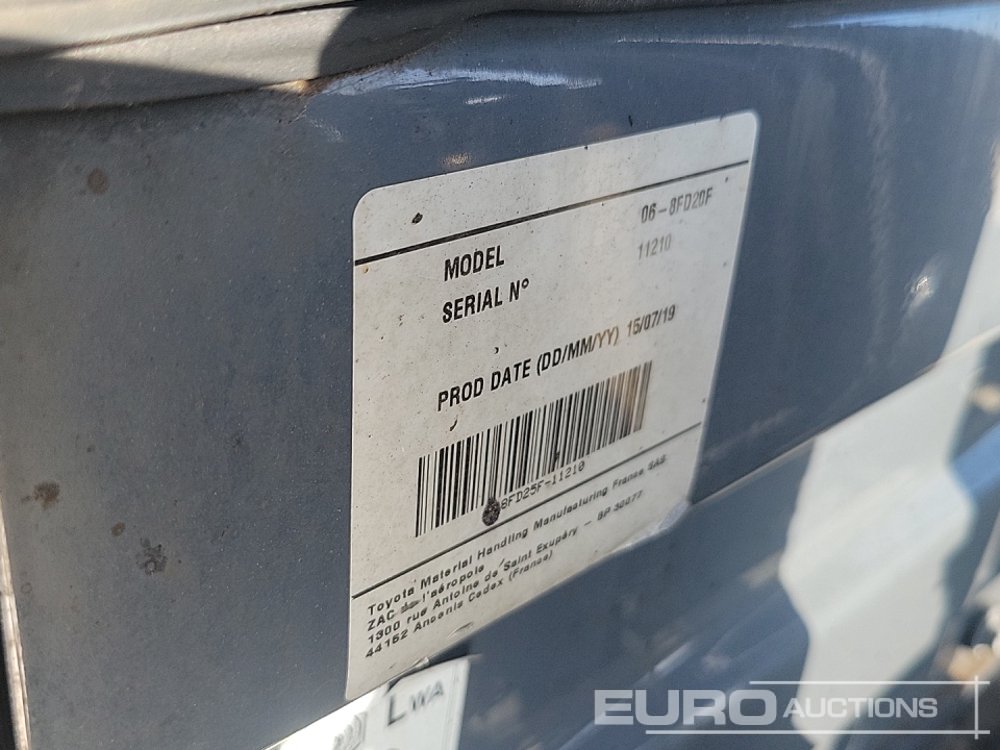 MODEL 06-8FD20F
SERIAL Nº 11210
PROD DATE (DD/MM/YY) 15/07/19
8FD25F-11210
Toyota Material Handling Manufacturing France SAS
ZAC de l'aéropole
1300 rue Antoine de Saint Exupéry - BP 30077
44152 Ancenis Cedex (France)
LWA
EURO AUCTIONS